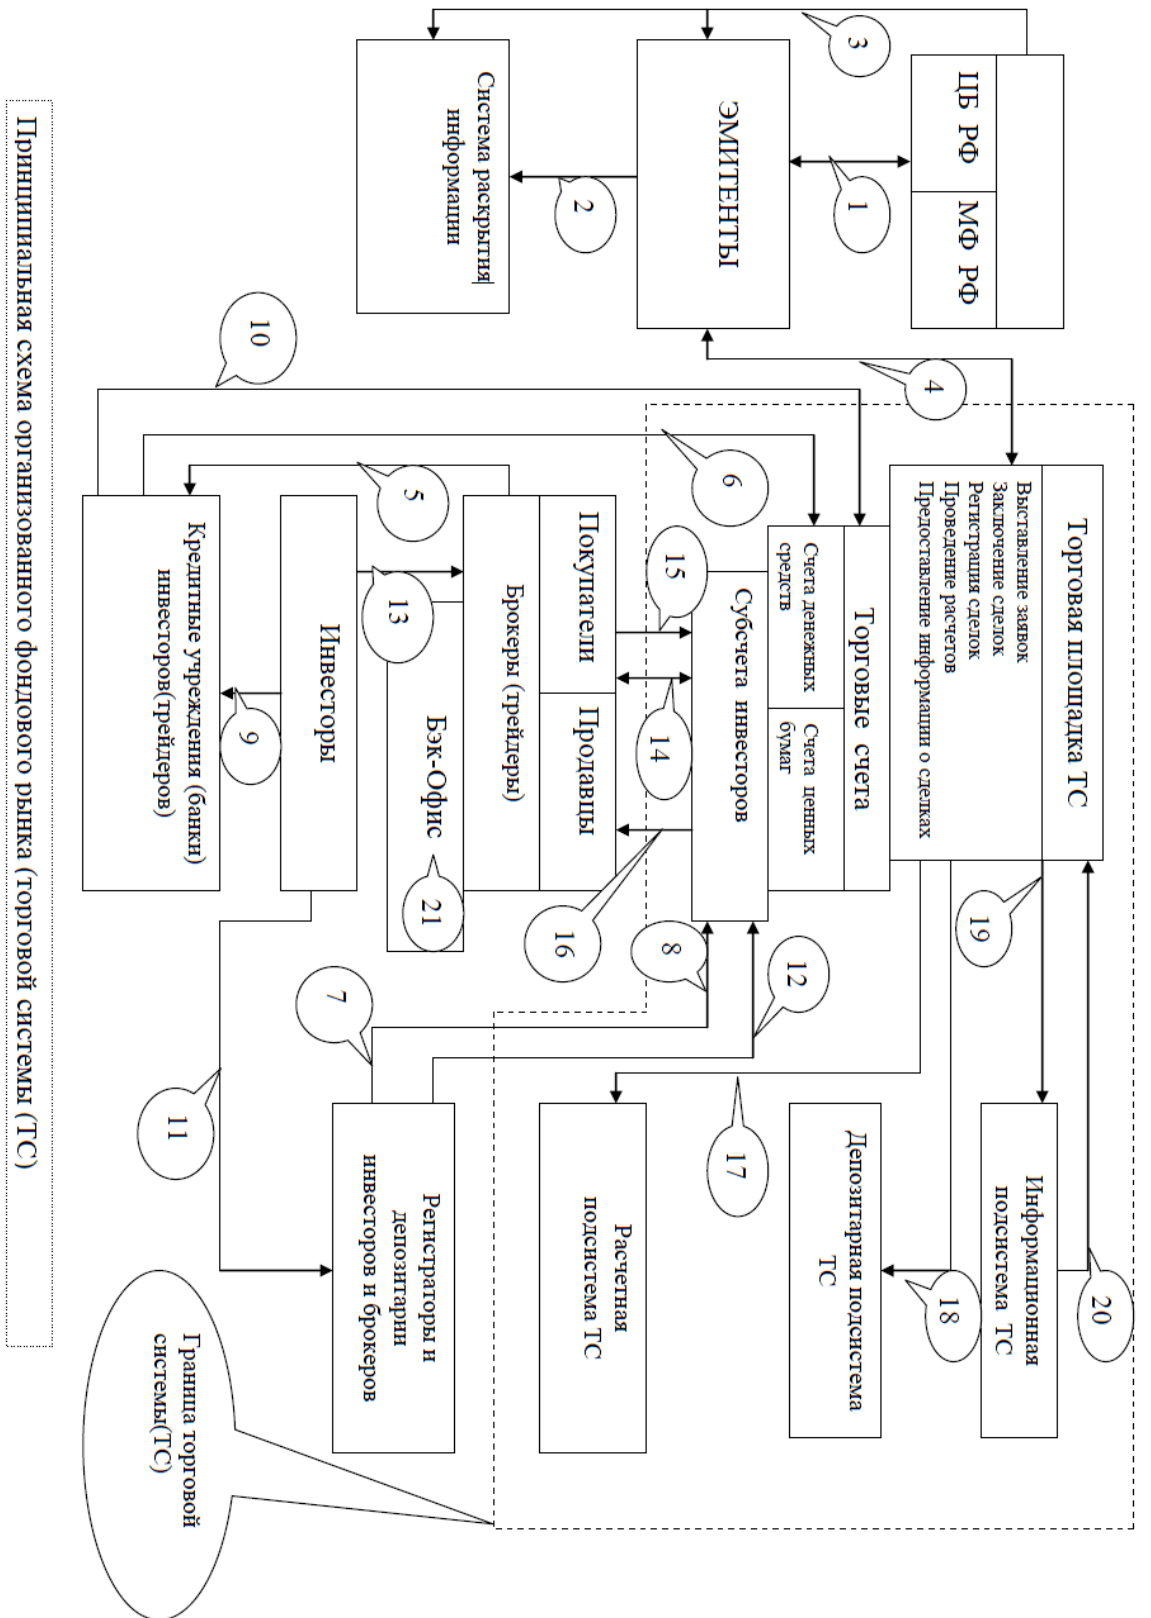 ЦБ РФ
МФ РФ
3
1
ЭМИТЕНТЫ
2
Система раскрытия
информации
4
Торговая площадка ТС
Выставление заявок
Заключение сделок
Регистрация сделок
Проведение расчетов
Предоставление информации о сделках
Торговые счета
Счета денежных
средств
Счета ценных
бумаг
Субсчета инвесторов
6
15
14
16
Покупатели
Продавцы
Брокеры (трейдеры)
Бэк-Офис
21
5
13
Инвесторы
9
10
Кредитные учреждения (банки)
инвесторов(трейдеров)
20
19
Информационная
подсистема ТС
18
Депозитарная подсистема
ТС
12
8
17
Расчетная
подсистема ТС
7
Регистраторы и
депозитарии
инвесторов и брокеров
11
Граница торговой
системы(ТС)
Принципиальная схема организованного фондового рынка (торговой системы (ТС)